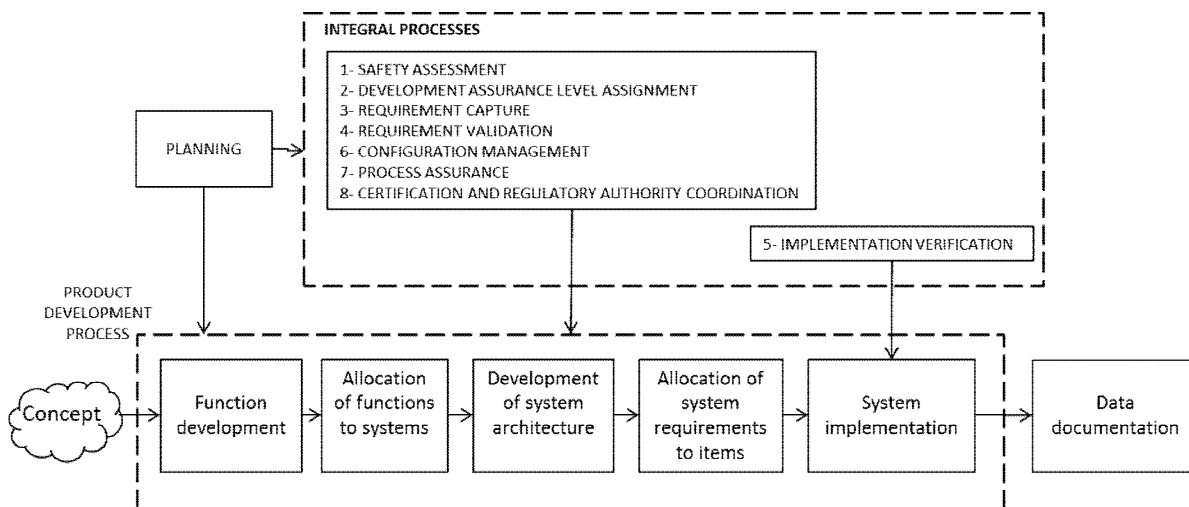 INTEGRAL PROCESSES
1- SAFETY ASSESSMENT
2- DEVELOPMENT ASSURANCE LEVEL ASSIGNMENT
3- REQUIREMENT CAPTURE
4- REQUIREMENT VALIDATION
6- CONFIGURATION MANAGEMENT
7- PROCESS ASSURANCE
8- CERTIFICATION AND REGULATORY AUTHORITY COORDINATION
PLANNING
5- IMPLEMENTATION VERIFICATION
PRODUCT
DEVELOPMENT
PROCESS
Concept
Function
development
Allocation
of functions
to systems
Development
of system
architecture
Allocation of
system
requirements
to items
System
implementation
Data
documentation